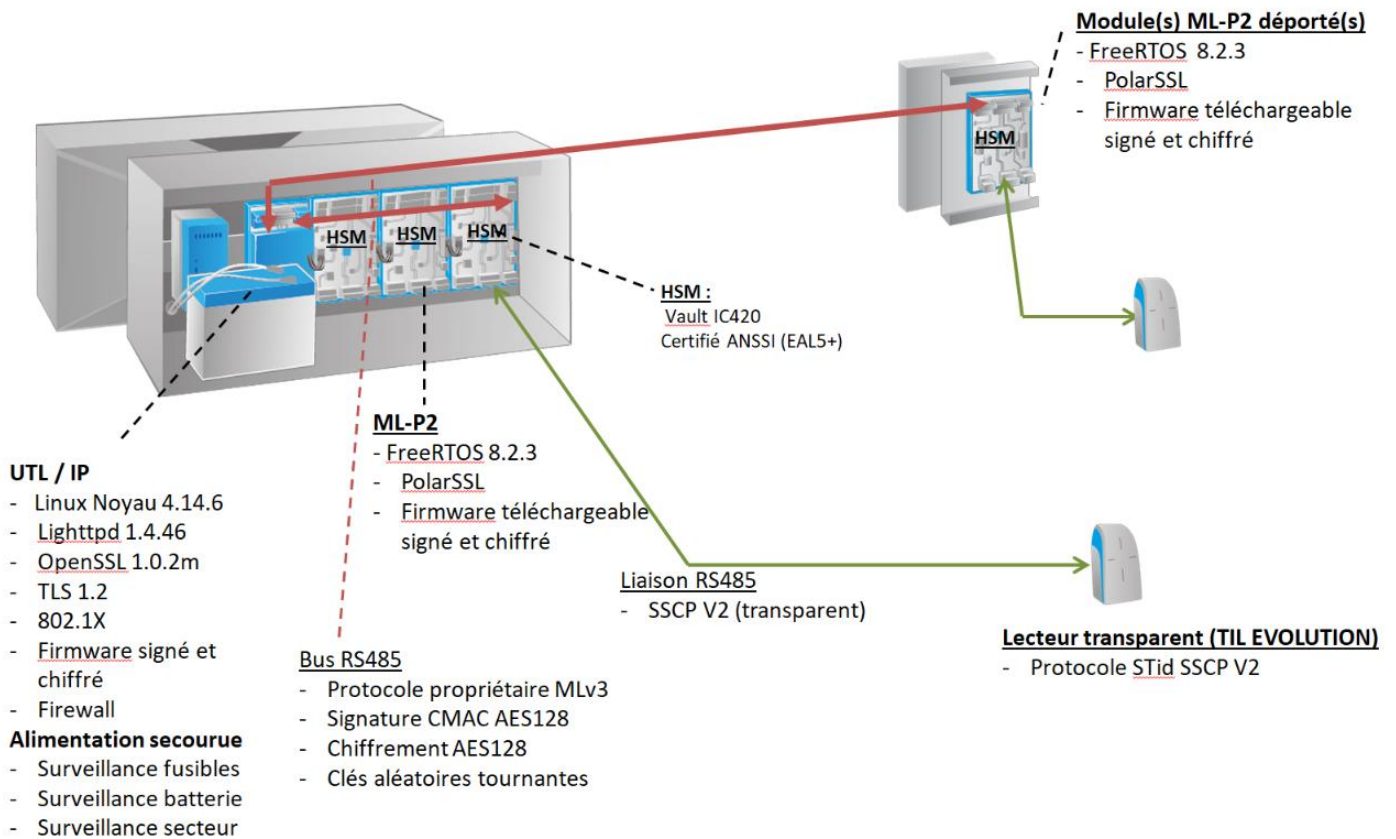 Module(s) ML-P2 déporté(s)
- FreeRTOS 8.2.3
- PolarSSL
- Firmware téléchargeable
signé et chiffré
HSM
HSM
HSM
HSM
HSM :
Vault IC420
Certifié ANSSI (EAL5+)
ML-P2
- FreeRTOS 8.2.3
- PolarSSL
- Firmware téléchargeable
signé et chiffré
UTL / IP
- Linux Noyau 4.14.6
- Lighttpd 1.4.46
- OpenSSL 1.0.2m
- TLS 1.2
- 802.1X
- Firmware signé et
chiffré
- Firewall
Alimentation secourue
- Surveillance fusibles
- Surveillance batterie
- Surveillance secteur
Bus RS485
- Protocole propriétaire MLv3
- Signature CMAC AES128
- Chiffrement AES128
- Clés aléatoires tournantes
Liaison RS485
- SSCP V2 (transparent)
Lecteur transparent (TIL EVOLUTION)
- Protocole STid SSCP V2